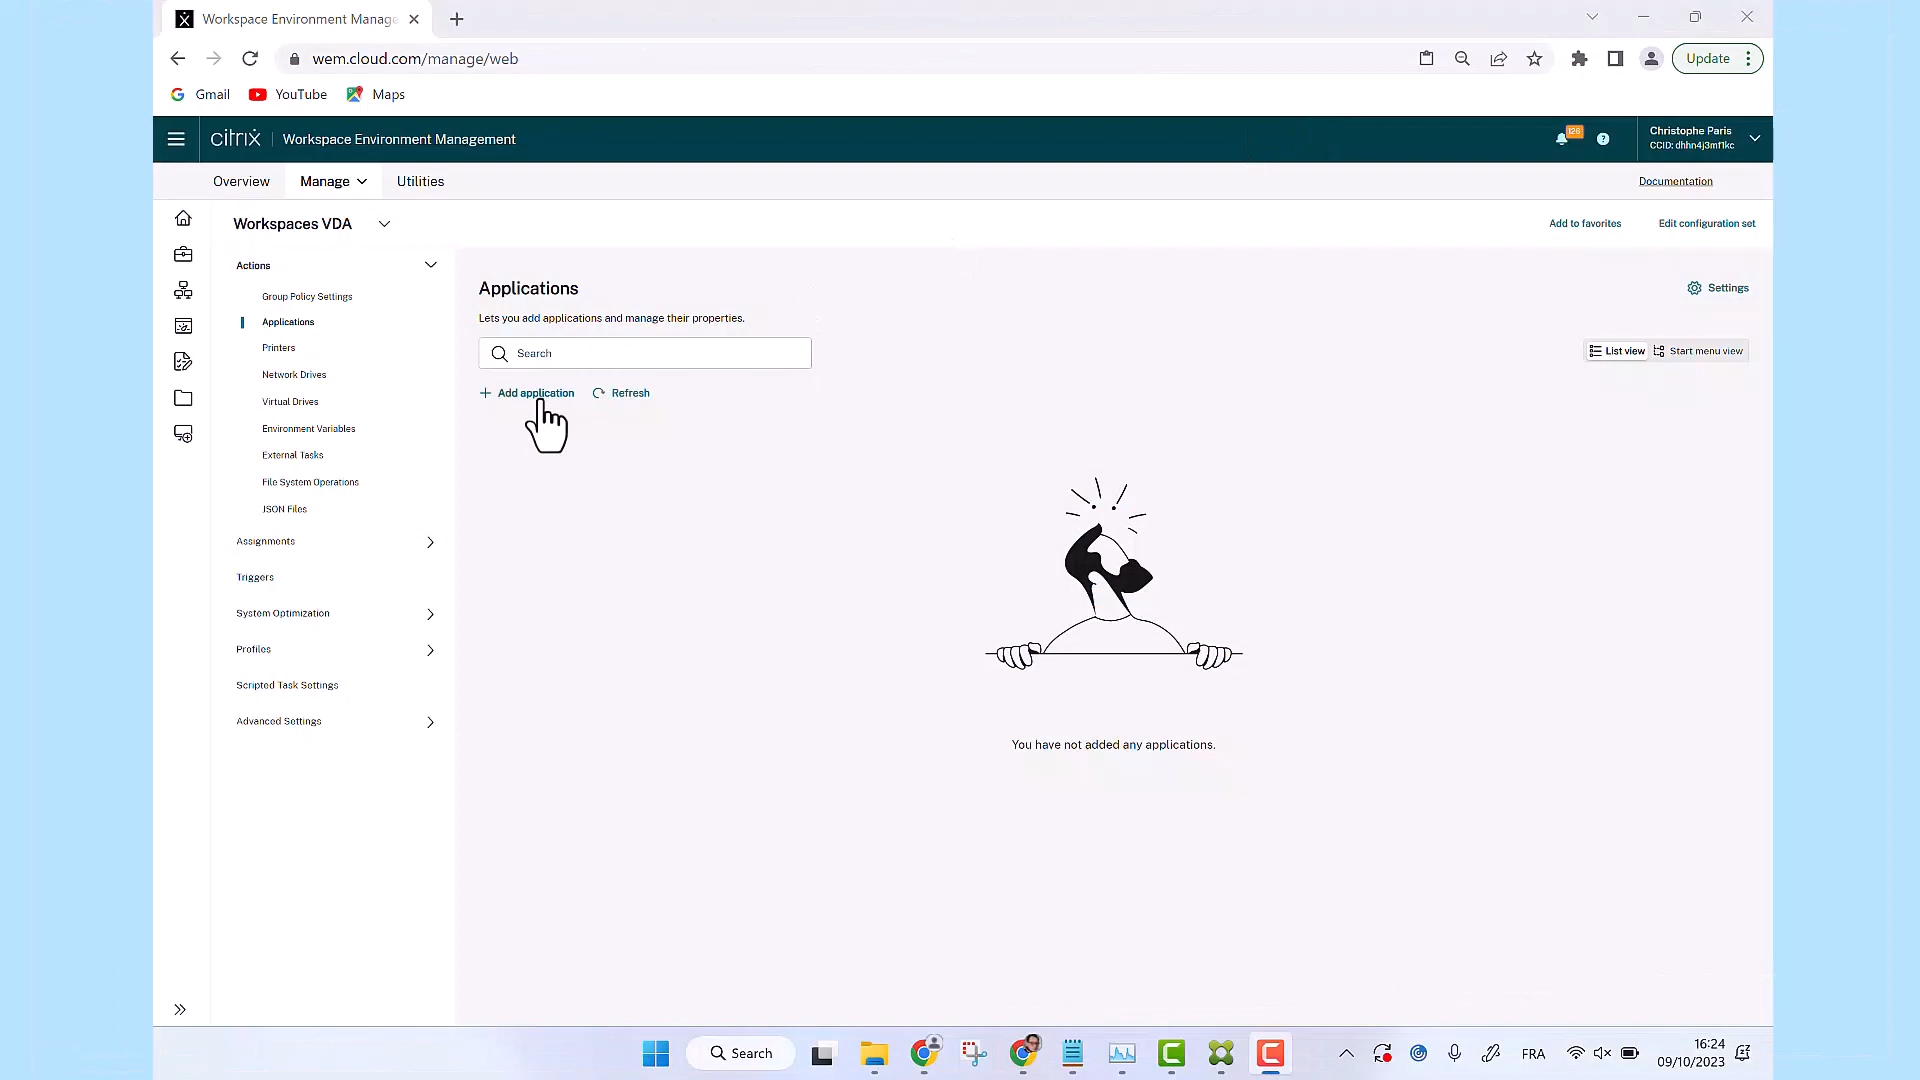 Workspace Environment Manage
wem.cloud.com/manage/web
Update
Gmail
YouTube
Maps
citrix
Workspace Environment Management
126
Christophe Paris
CCID: dhhn4j3mf1kc
Overview
Manage
Utilities
Documentation
Workspaces VDA
Add to favorites
Edit configuration set
Actions
Group Policy Settings
Applications
Printers
Network Drives
Virtual Drives
Environment Variables
External Tasks
File System Operations
JSON Files
Assignments
Triggers
System Optimization
Profiles
Scripted Task Settings
Advanced Settings
Applications
Settings
Lets you add applications and manage their properties.
Search
List view
Start menu view
Add application
Refresh
You have not added any applications.
Search
FRA
16:24
09/10/2023